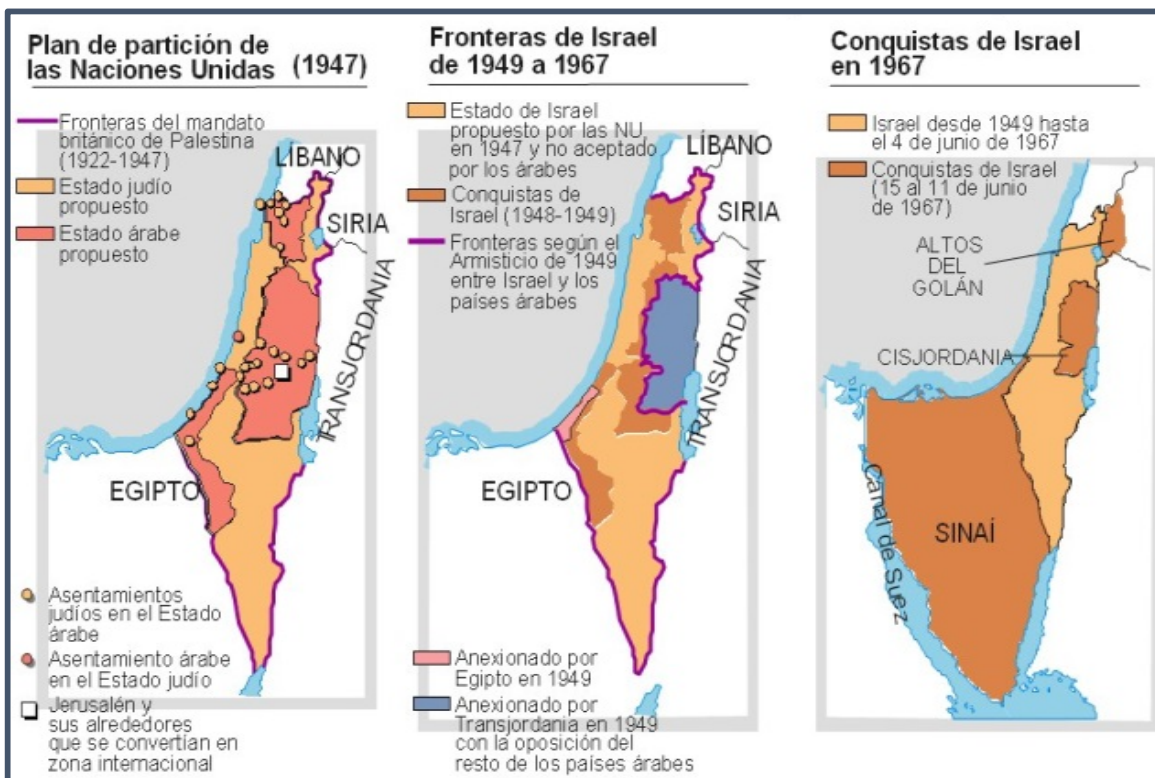 Plan de partición de
las Naciones Unidas (1947)
Fronteras del mandato
británico de Palestina
(1922-1947)
Estado judío
propuesto
Estado árabe
propuesto
LÍBANO
SIRIA
TRANSJORDANIA
EGIPTO
Asentamientos
judíos en el Estado
árabe
Asentamiento árabe
en el Estado judío
Jerusalén y
sus alrededores
que se convertían en
zona internacional
Fronteras de Israel
de 1949 a 1967
Estado de Israel
propuesto por las NU
en 1947 y no aceptado
por los árabes
Conquistas de
Israel (1948-1949)
Fronteras según el
Armisticio de 1949
entre Israel y los
países árabes
LÍBANO
SIRIA
TRANSJORDANIA
EGIPTO
Anexionado por
Egipto en 1949
Anexionado por
Transjordania en 1949
con la oposición del
resto de los países árabes
Conquistas de Israel
en 1967
Israel desde 1949 hasta
el 4 de junio de 1967
Conquistas de Israel
(15 al 11 de junio
de 1967)
ALTOS
DEL
GOLÁN
CISJORDANIA
Canal de Suez
SINAÍ